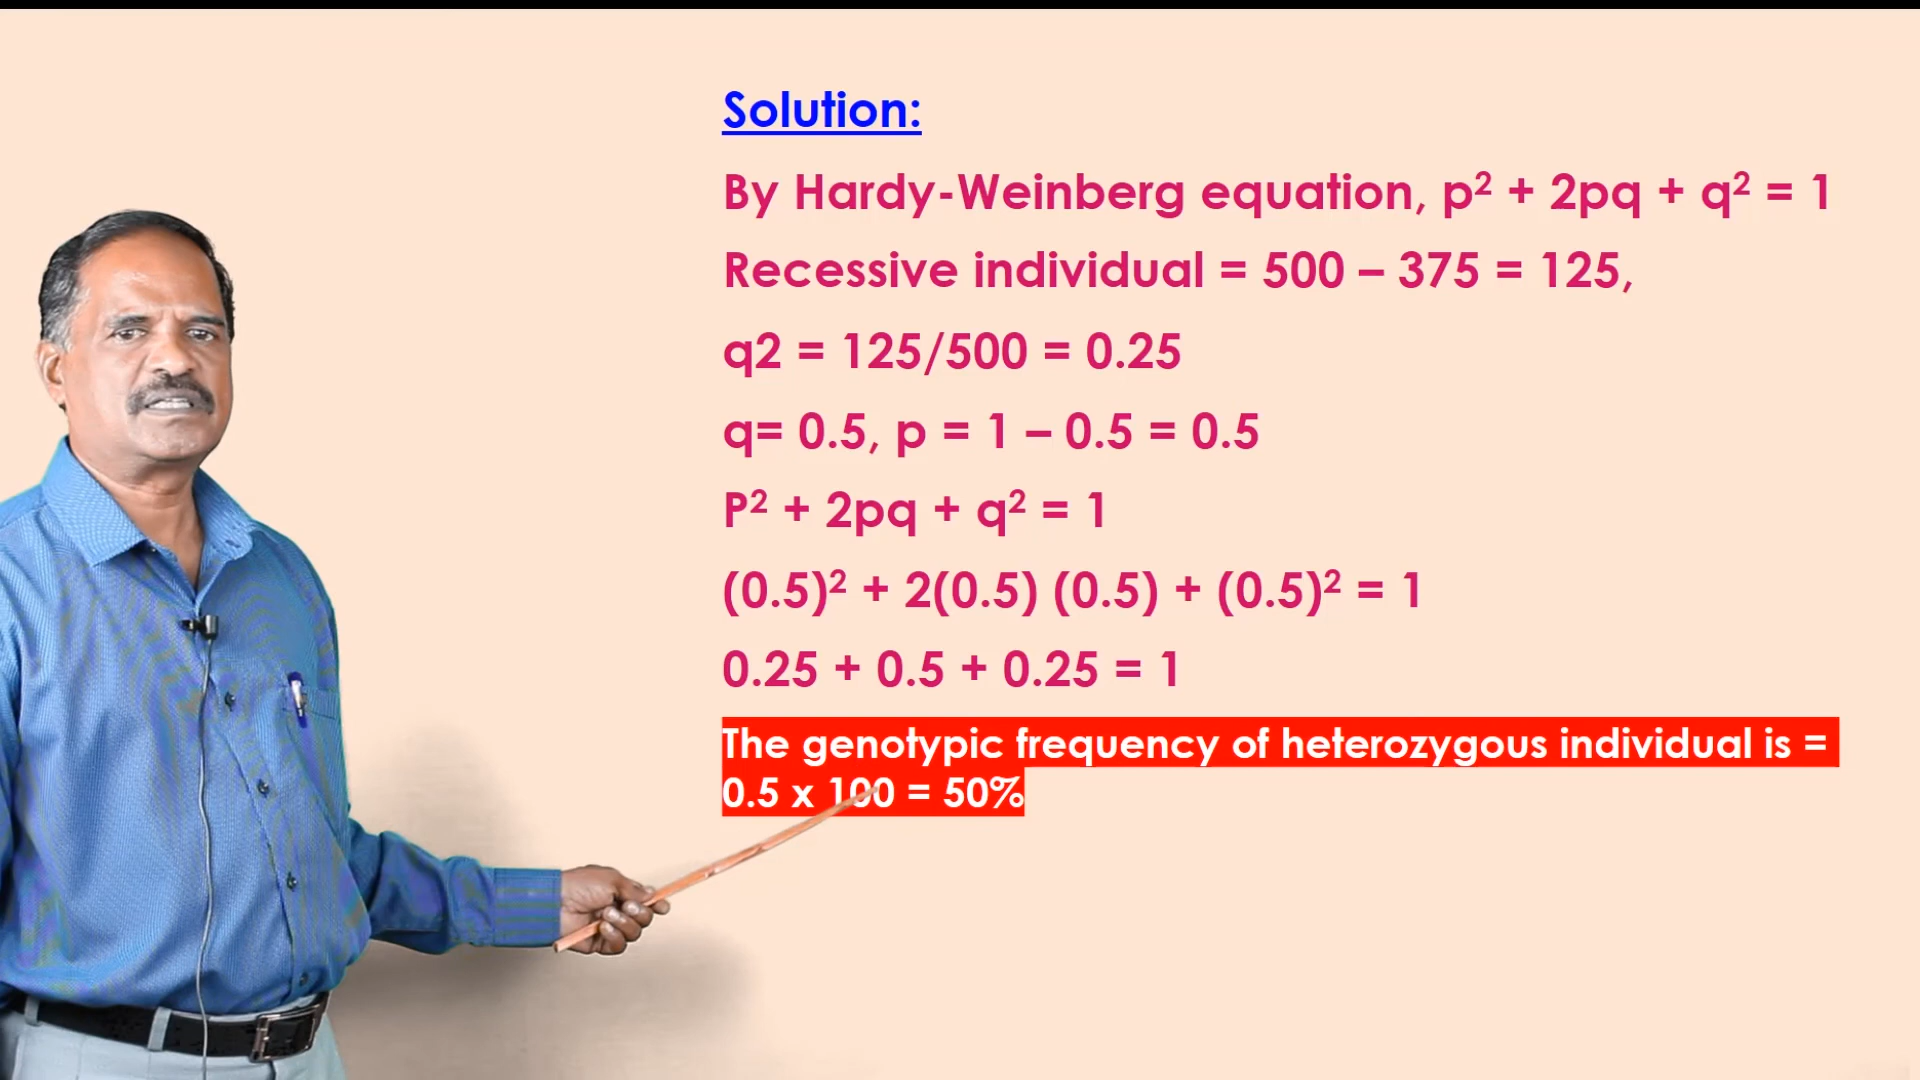 Solution:
By Hardy-Weinberg equation, p² + 2pq + q² = 1
Recessive individual = 500 – 375 = 125,
q2 = 125/500 = 0.25
q= 0.5, p = 1 – 0.5 = 0.5
P² + 2pq + q² = 1
(0.5)² + 2(0.5) (0.5) + (0.5)² = 1
0.25 + 0.5 + 0.25 = 1
The genotypic frequency of heterozygous individual is =
0.5 x 100 = 50%